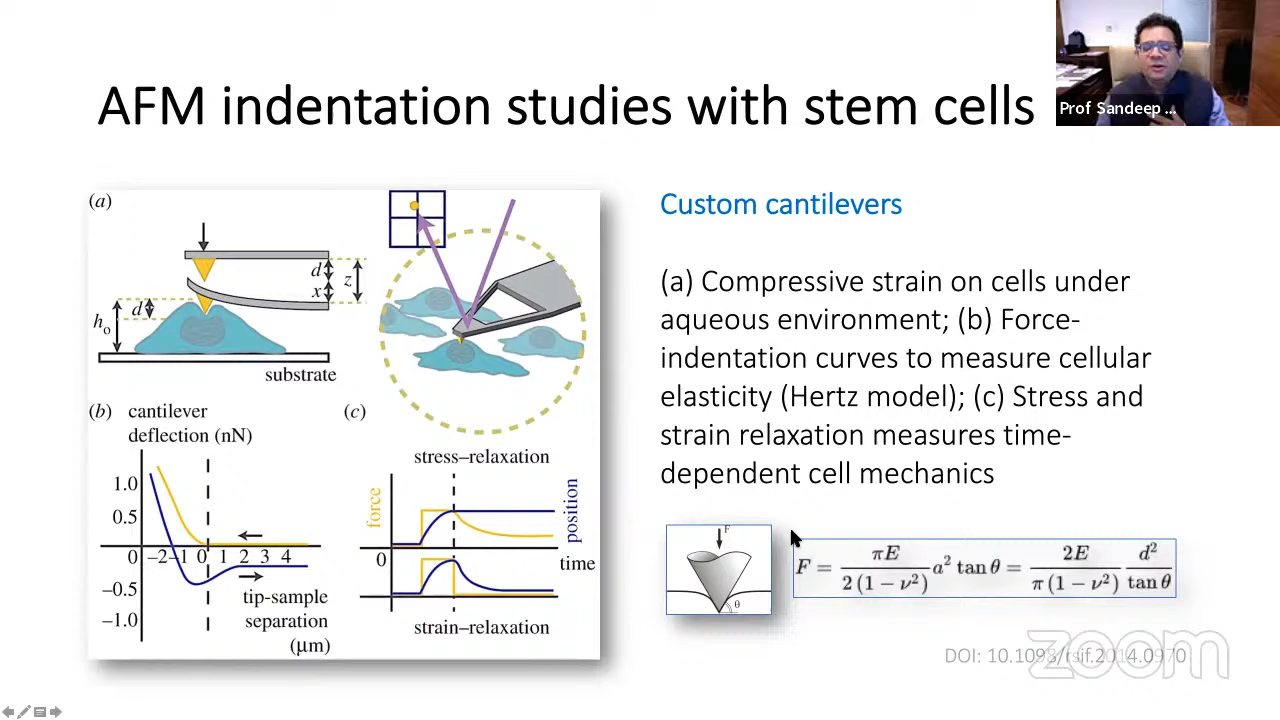 AFM indentation studies with stem cells
Prof Sandeep ...
(a)
d
x
z
d
h₀
substrate
Custom cantilevers
(a) Compressive strain on cells under
aqueous environment; (b) Force-
indentation curves to measure cellular
elasticity (Hertz model); (c) Stress and
strain relaxation measures time-
dependent cell mechanics
(b) cantilever
deflection (nN)
1.0
0.5
0
–0.5
–1.0
–2 –1 0 1 2 3 4
tip-sample
separation
(µm)
(c)
stress–relaxation
force
position
0
time
strain–relaxation
F
θ
F = πE / 2(1 − ν²) a² tan θ = 2E / π(1 − ν²) d² / tan θ
DOI: 10.1098/rsif.2014.0970
zoom